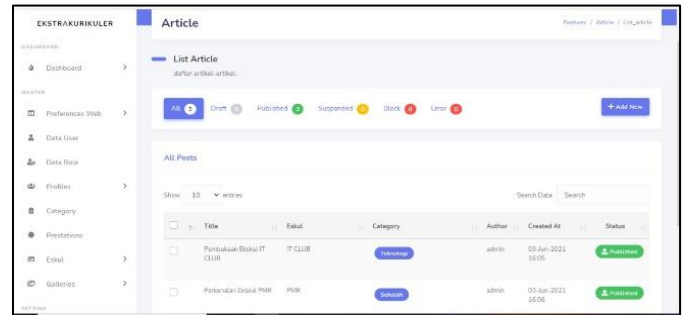 EKSTRAKURIKULER
Article
Features / Article / List_article
DASHBOARD
Dashboard
List Article
daftar artikel-artikel.
MASTER
Preferences Web
All 3 Draft Published 3 Suspended 0 Block 0 Error 0
+ Add New
Data User
Data Role
All Posts
Profiles
Show 10 entries
Search Data Search
Category
Title Eskul Category Author Created At Status
Prestations
Pembukaan Ekskul IT CLUB
IT CLUB
Teknologi
admin
03-Jun-2021
16:05
Published
Eskul
Galleries
Perkenalan Ekskul PMR
PMR
Sekolah
admin
03-Jun-2021
16:06
Published
SETTING